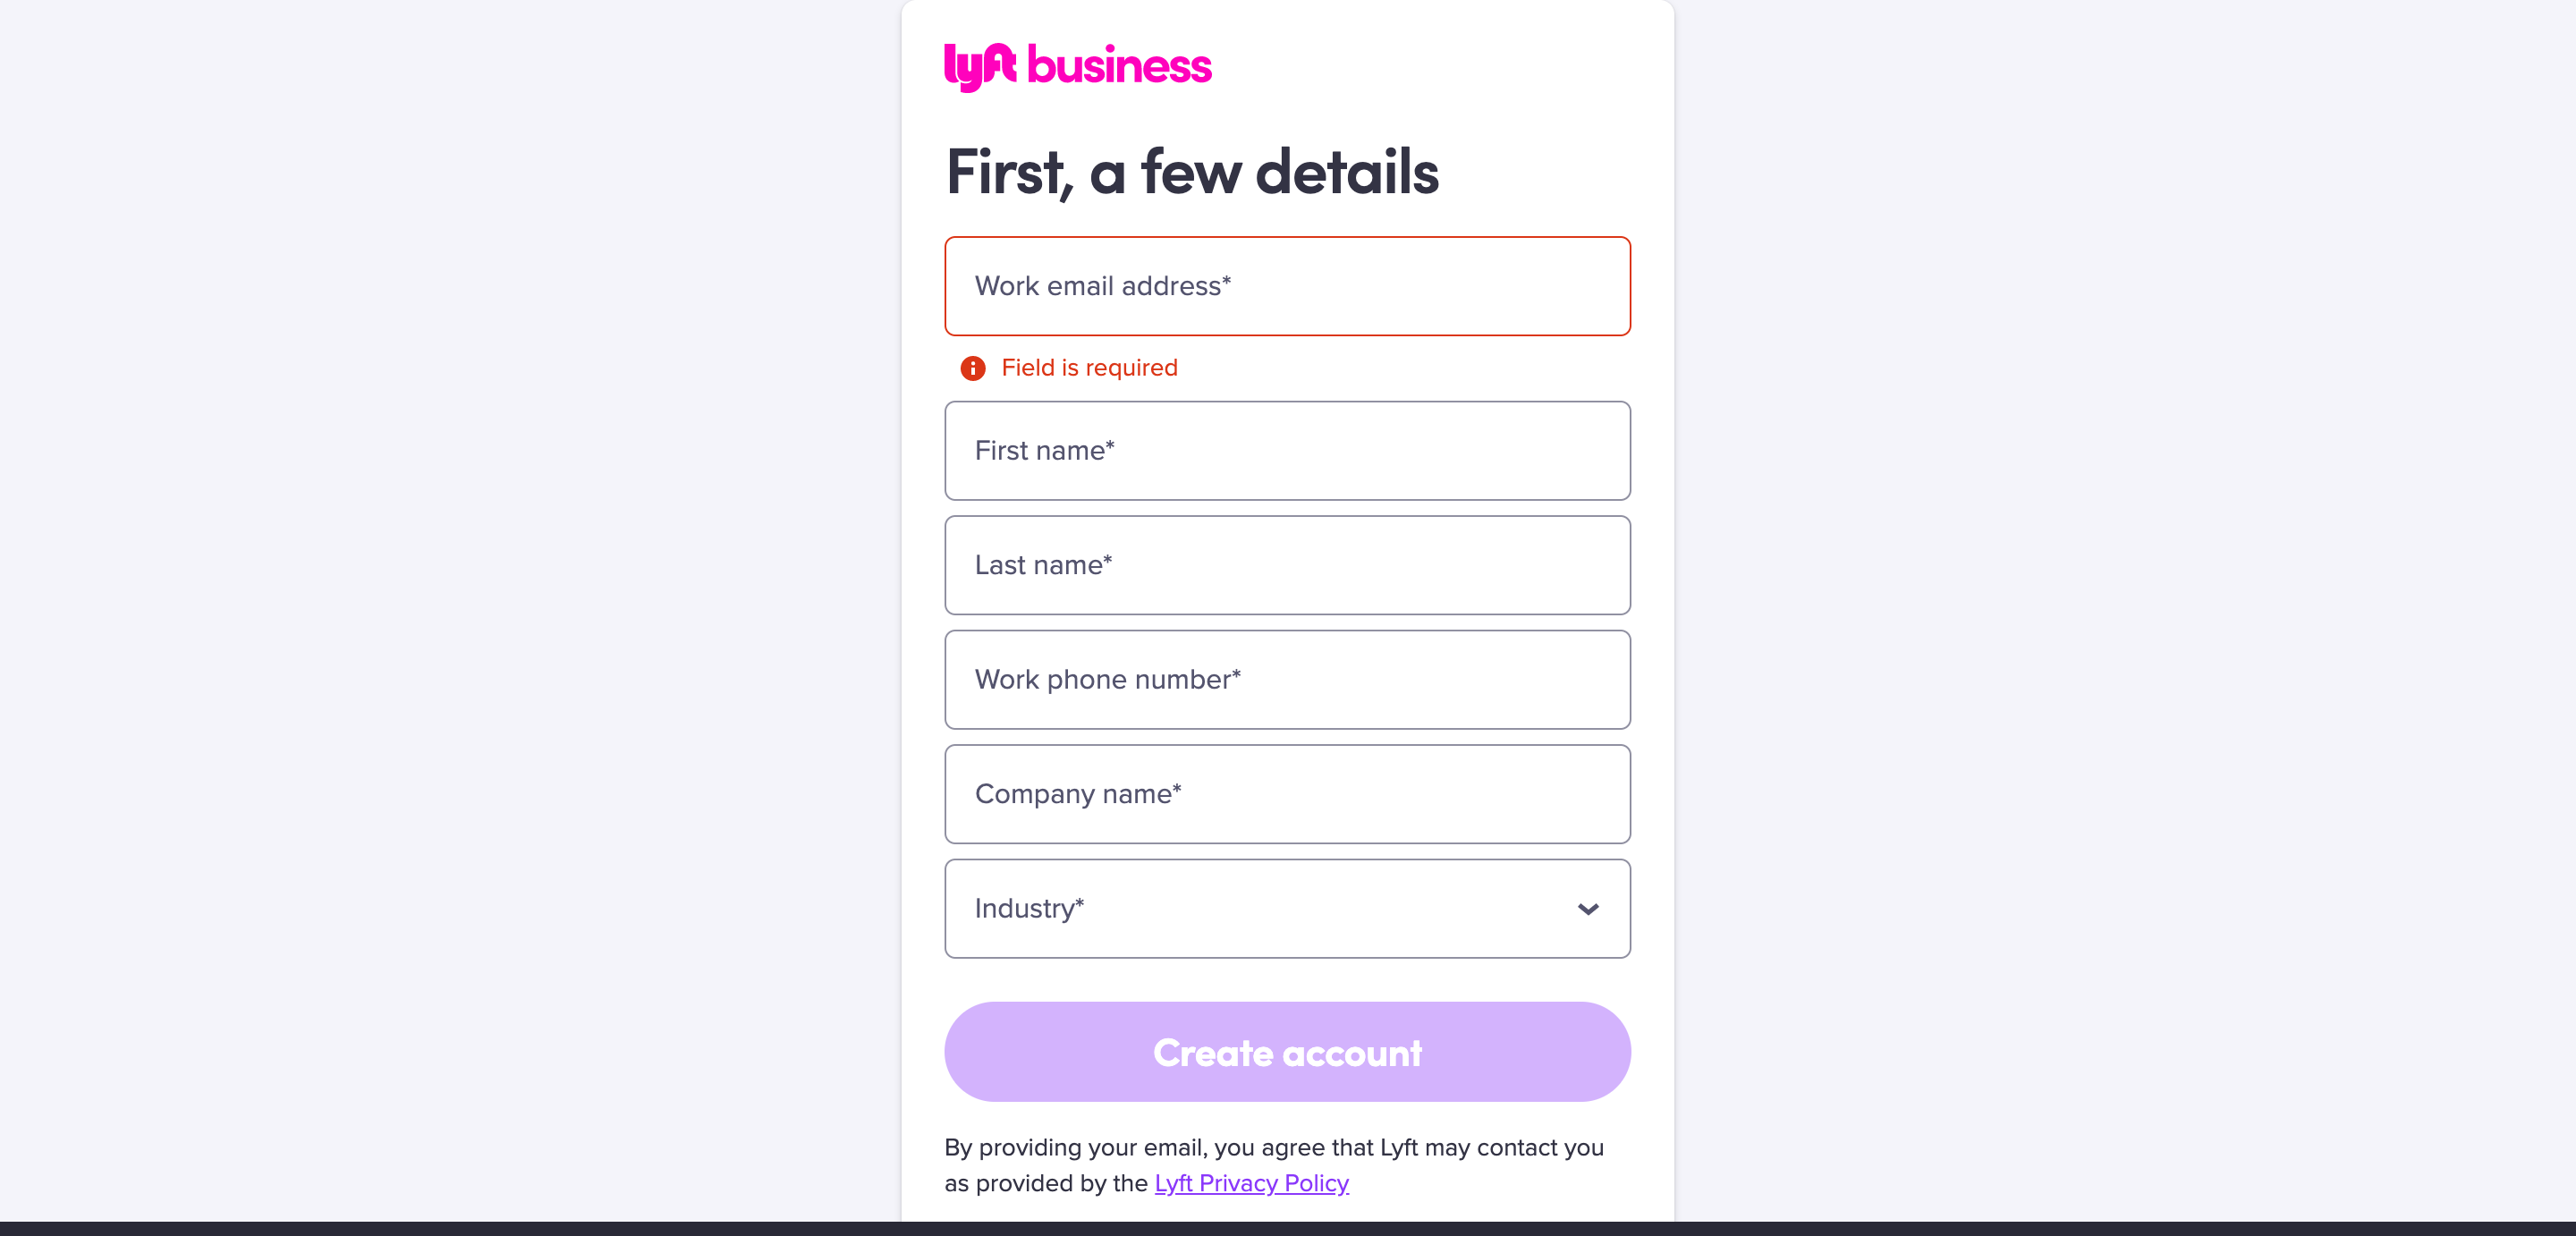 lyft business
First, a few details
Work email address*
Field is required
First name*
Last name*
Work phone number*
Company name*
Industry*
Create account
By providing your email, you agree that Lyft may contact you
as provided by the Lyft Privacy Policy